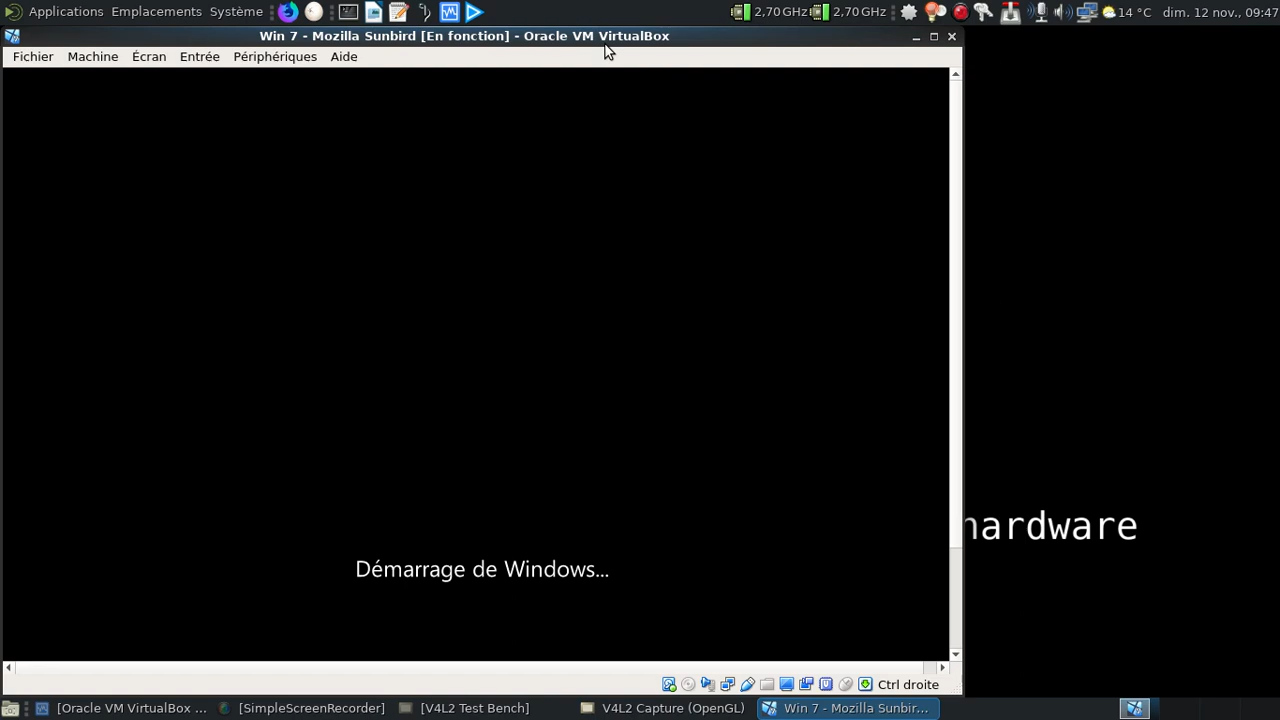 Applications Emplacements Système 2,70 GHz 2,70 GHz 14 °C dim. 12 nov., 09:47
Win 7 - Mozilla Sunbird [En fonction] - Oracle VM VirtualBox
Fichier Machine Écran Entrée Périphériques Aide
hardware
Démarrage de Windows...
Ctrl droite
[Oracle VM VirtualBox ... [SimpleScreenRecorder] [V4L2 Test Bench] V4L2 Capture (OpenGL) Win 7 - Mozilla Sunbir...